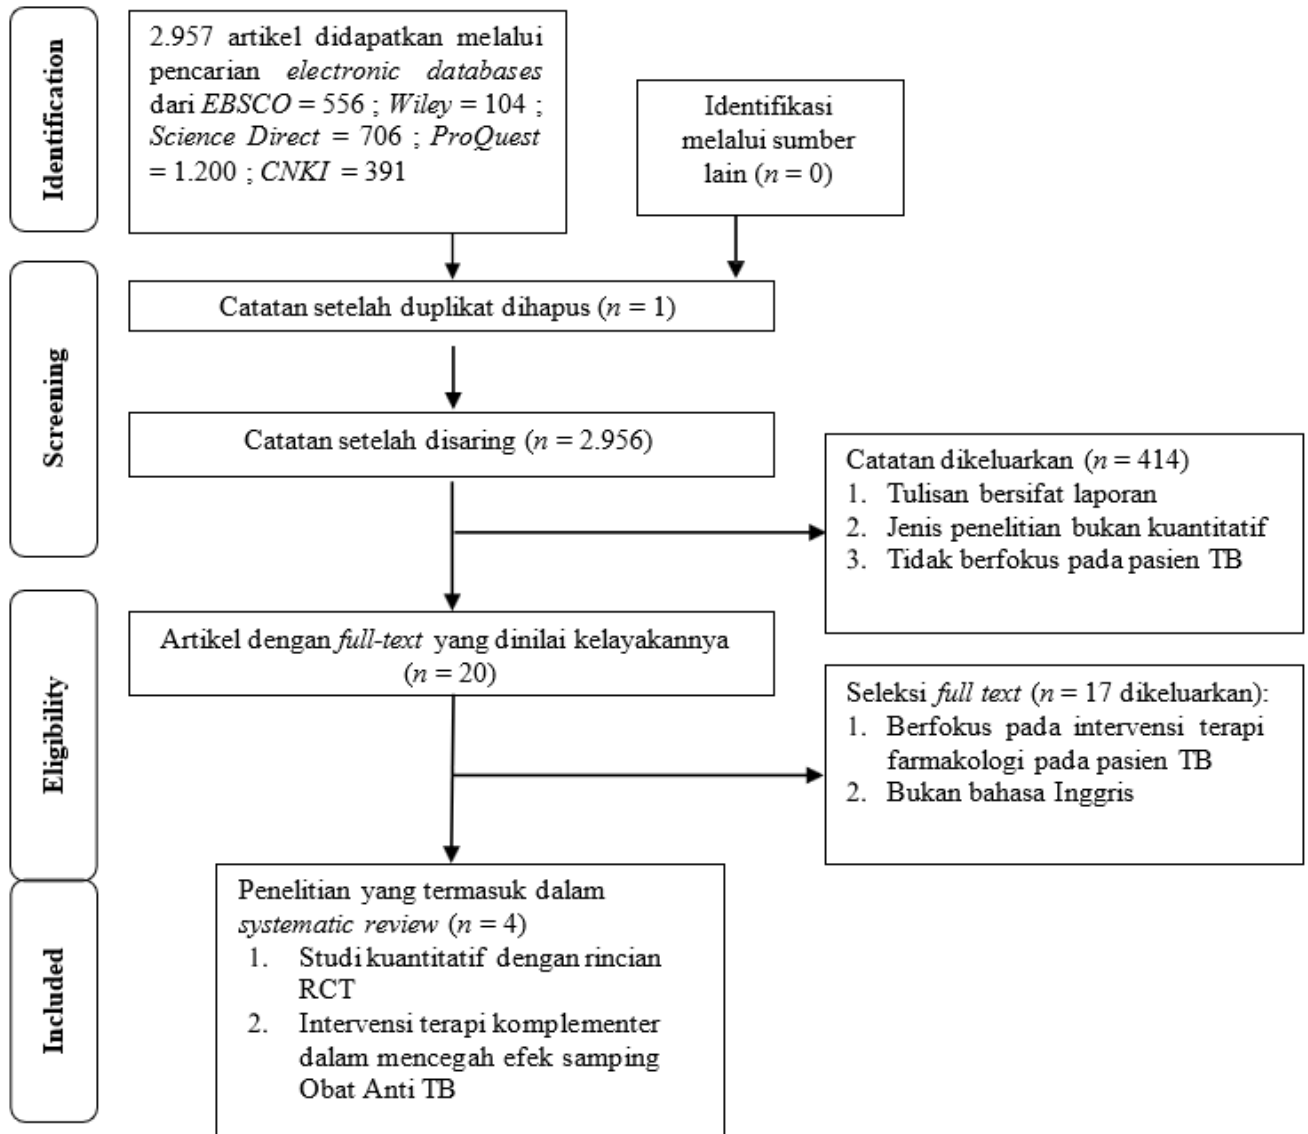 Identification
2.957 artikel didapatkan melalui
pencarian electronic databases
dari EBSCO = 556 ; Wiley = 104 ;
Science Direct = 706 ; ProQuest
= 1.200 ; CNKI = 391
Identifikasi
melalui sumber
lain (n = 0)
Screening
Catatan setelah duplikat dihapus (n = 1)
Catatan setelah disaring (n = 2.956)
Catatan dikeluarkan (n = 414)
1. Tulisan bersifat laporan
2. Jenis penelitian bukan kuantitatif
3. Tidak berfokus pada pasien TB
Eligibility
Artikel dengan full-text yang dinilai kelayakannya
(n = 20)
Seleksi full text (n = 17 dikeluarkan):
1. Berfokus pada intervensi terapi
farmakologi pada pasien TB
2. Bukan bahasa Inggris
Included
Penelitian yang termasuk dalam
systematic review (n = 4)
1. Studi kuantitatif dengan rincian
RCT
2. Intervensi terapi komplementer
dalam mencegah efek samping
Obat Anti TB